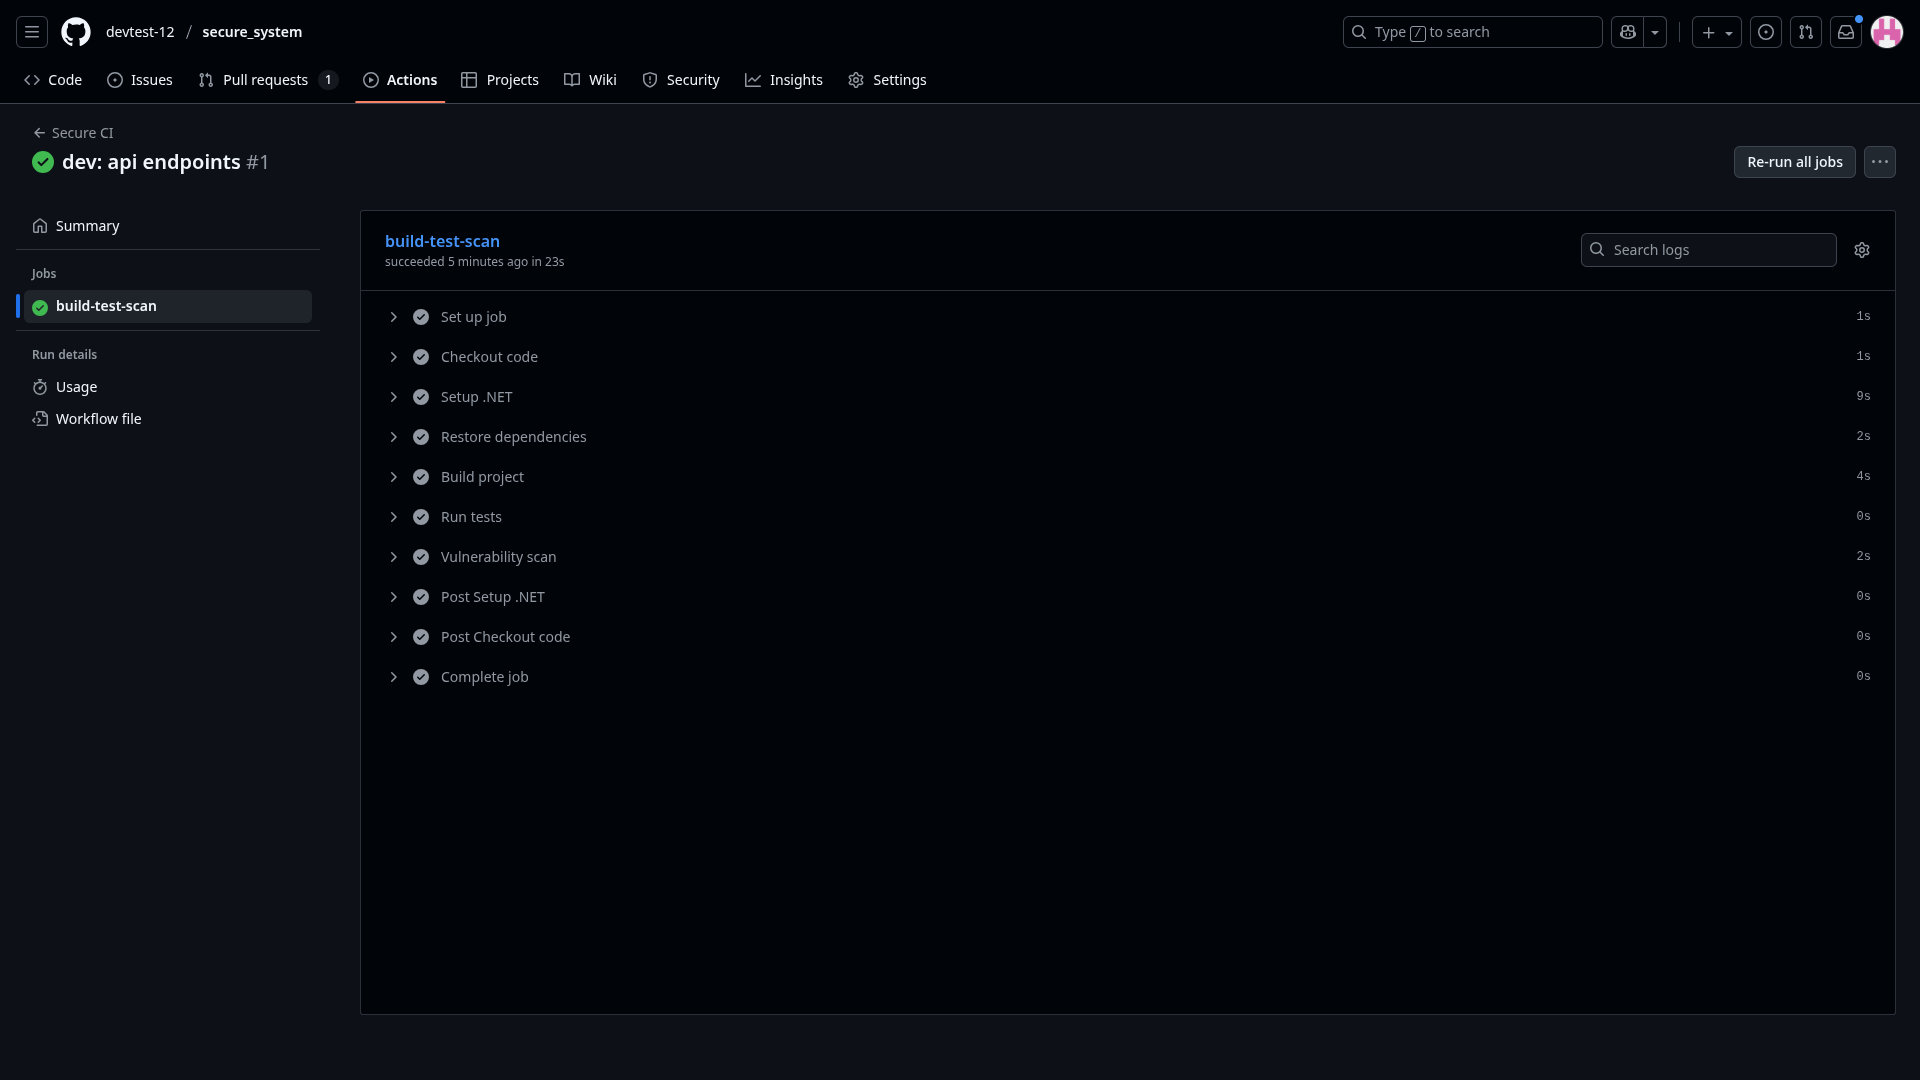 devtest-12 / secure_system
Type / to search
Code
Issues
Pull requests 1
Actions
Projects
Wiki
Security
Insights
Settings
Secure CI
dev: api endpoints #1
Re-run all jobs
Summary
Jobs
build-test-scan
Run details
Usage
Workflow file
build-test-scan
succeeded 5 minutes ago in 23s
Search logs
Set up job 1s
Checkout code 1s
Setup .NET 9s
Restore dependencies 2s
Build project 4s
Run tests 0s
Vulnerability scan 2s
Post Setup .NET 0s
Post Checkout code 0s
Complete job 0s